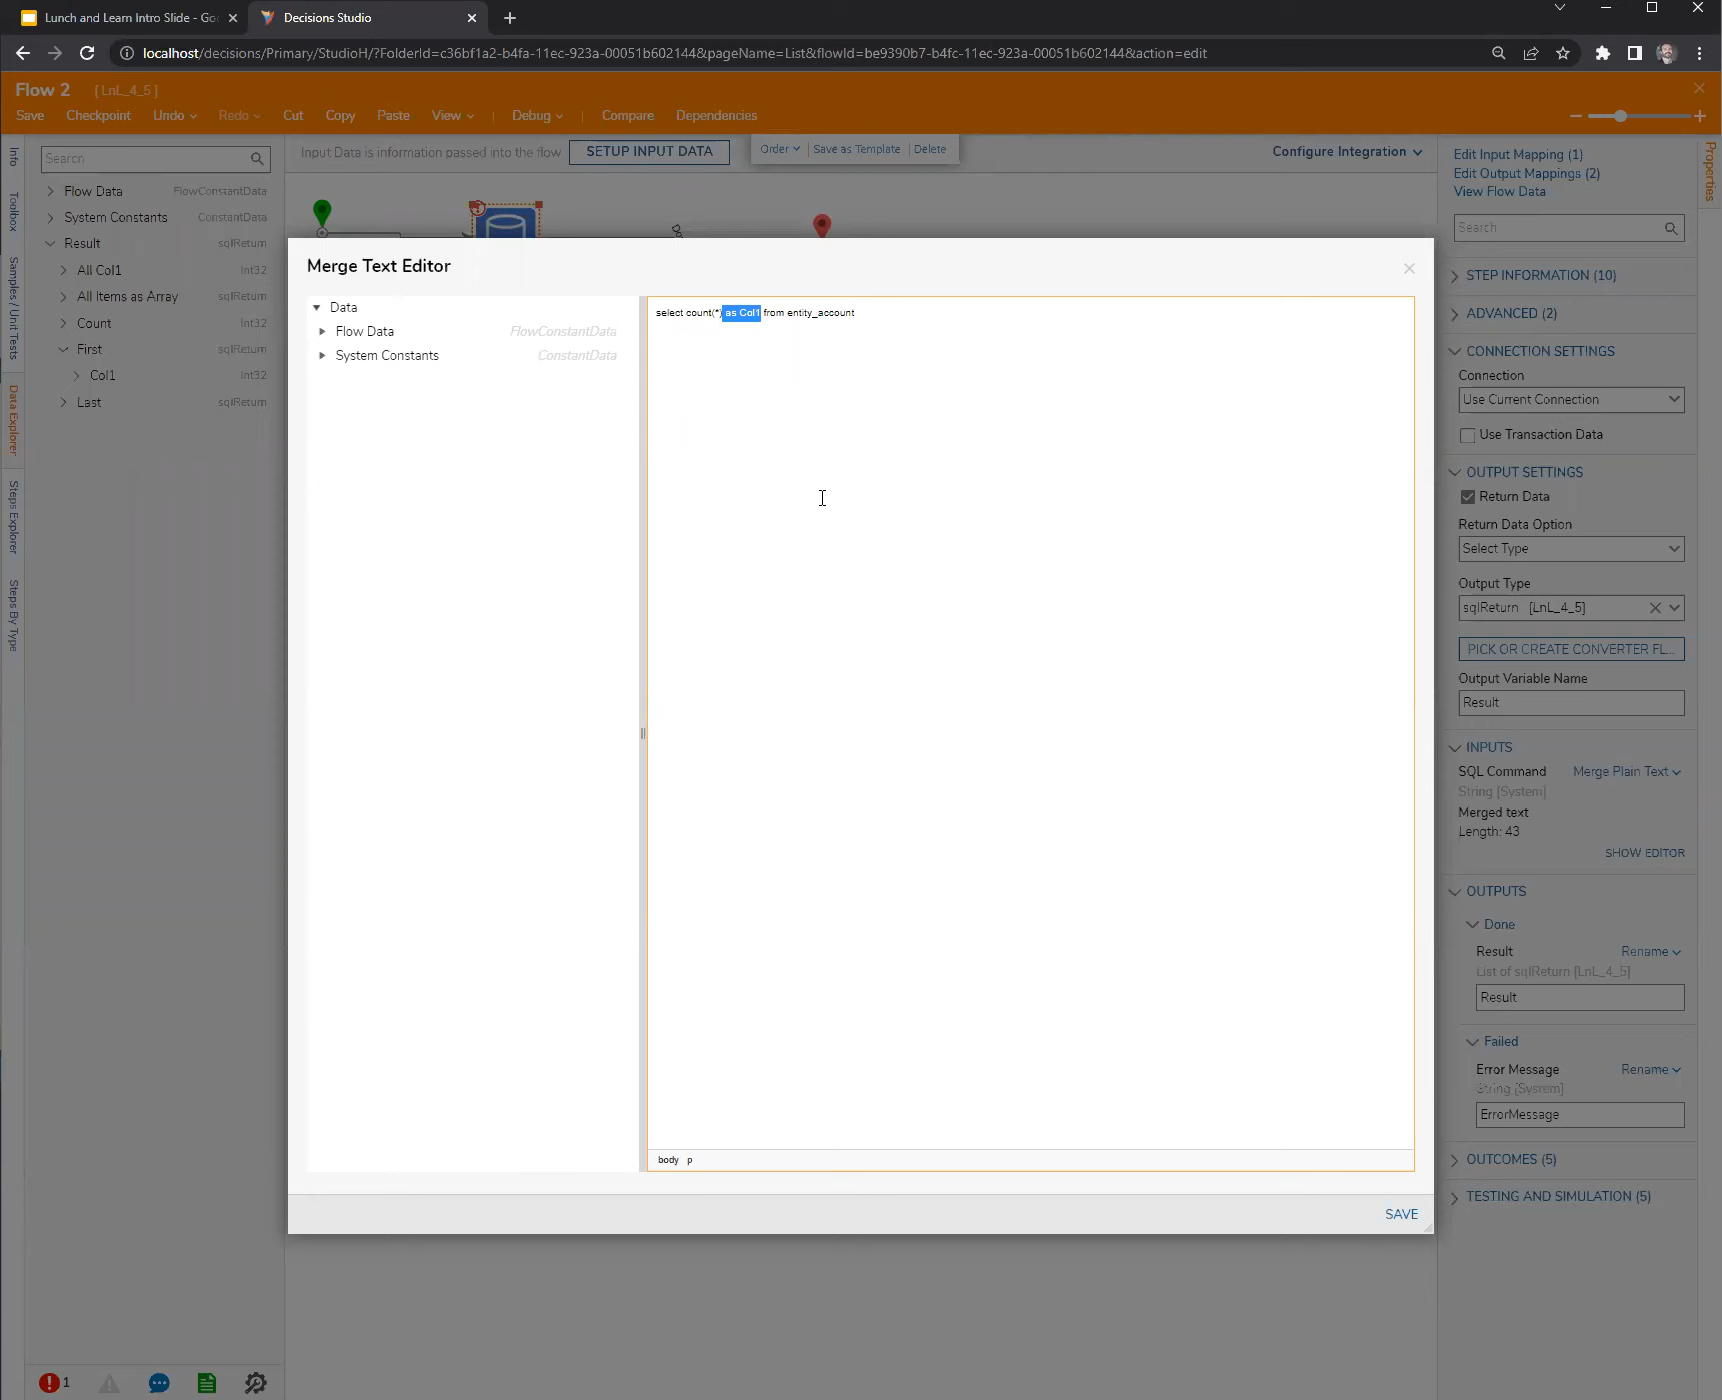 Lunch and Learn Intro Slide - Goo
Decisions Studio
localhost/decisions/Primary/StudioH/?FolderId=c36bf1a2-b4fa-11ec-923a-00051b602144&pageName=List&flowId=be9390b7-b4fc-11ec-923a-00051b602144&action=edit
Flow 2 [ LnL_4_5 ]
Save Checkpoint Undo Redo Cut Copy Paste View | Debug | Compare Dependencies
Info
Toolbox
Samples / Unit Tests
Data Explorer
Steps Explorer
Steps By Type
Search
Flow Data FlowConstantData
System Constants ConstantData
Result sqlReturn
All Col1 Int32
All Items as Array sqlReturn
Count Int32
First sqlReturn
Col1 Int32
Last sqlReturn
1
Input Data is information passed into the flow SETUP INPUT DATA
Order Save as Template Delete
Configure Integration
Merge Text Editor
Data
Flow Data FlowConstantData
System Constants ConstantData
select count(*) as Col1 from entity_account
body p
SAVE
Properties
Edit Input Mapping (1)
Edit Output Mappings (2)
View Flow Data
Search
STEP INFORMATION (10)
ADVANCED (2)
CONNECTION SETTINGS
Connection
Use Current Connection
Use Transaction Data
OUTPUT SETTINGS
Return Data
Return Data Option
Select Type
Output Type
sqlReturn [LnL_4_5]
PICK OR CREATE CONVERTER FL...
Output Variable Name
Result
INPUTS
SQL Command Merge Plain Text
String [System]
Merged text
Length: 43
SHOW EDITOR
OUTPUTS
Done
Result Rename
List of sqlReturn [LnL_4_5]
Result
Failed
Error Message Rename
String [System]
ErrorMessage
OUTCOMES (5)
TESTING AND SIMULATION (5)